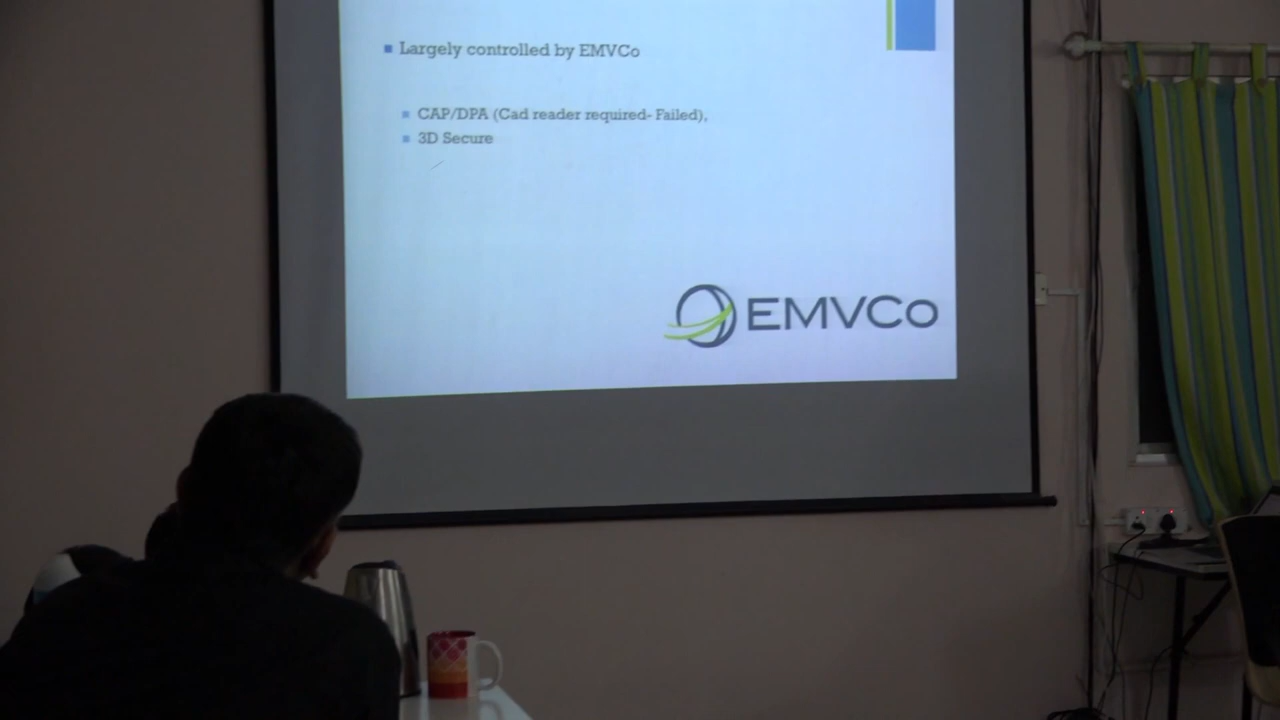 Largely controlled by EMVCo
CAP/DPA (Cad reader required- Failed),
3D Secure
EMVCo